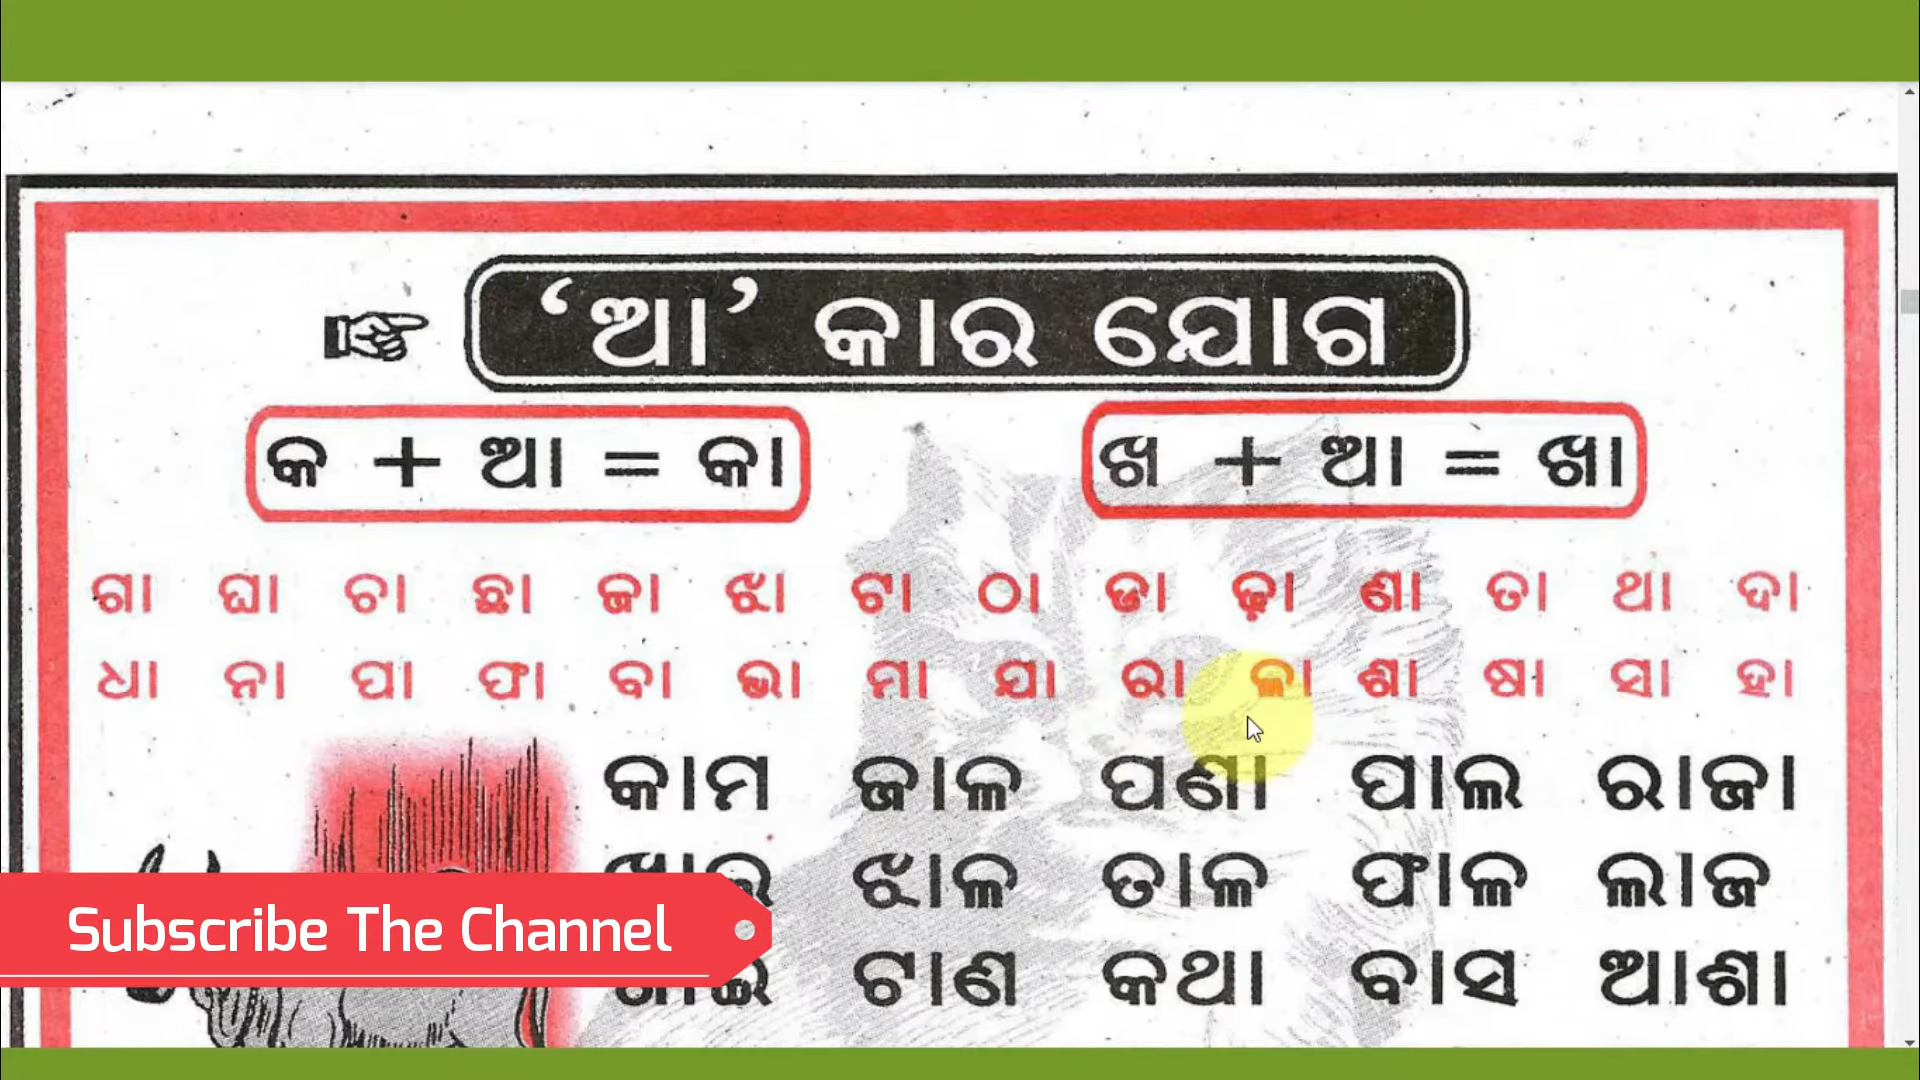 ‘ଆ’ କାର ଯୋଗ
କ + ଆ = କା ଖ + ଆ = ଖା
ଗା ଘା ଚା ଛା ଜା ଝା ଟା ଠା ଡା ଢ଼ା ଣା ତା ଥା ଦା
ଧା ନା ପା ଫା ବା ଭା ମା ଯା ରା ଳା ଶା ଷା ସା ହା
କାମ ଜାଳ ପଣା ପାଲ ରାଜା
ଝାଳ ତାଳ ଫାଳ ଲାଜ
ଟାଣ କଥା ବାସ ଆଶା
Subscribe The Channel